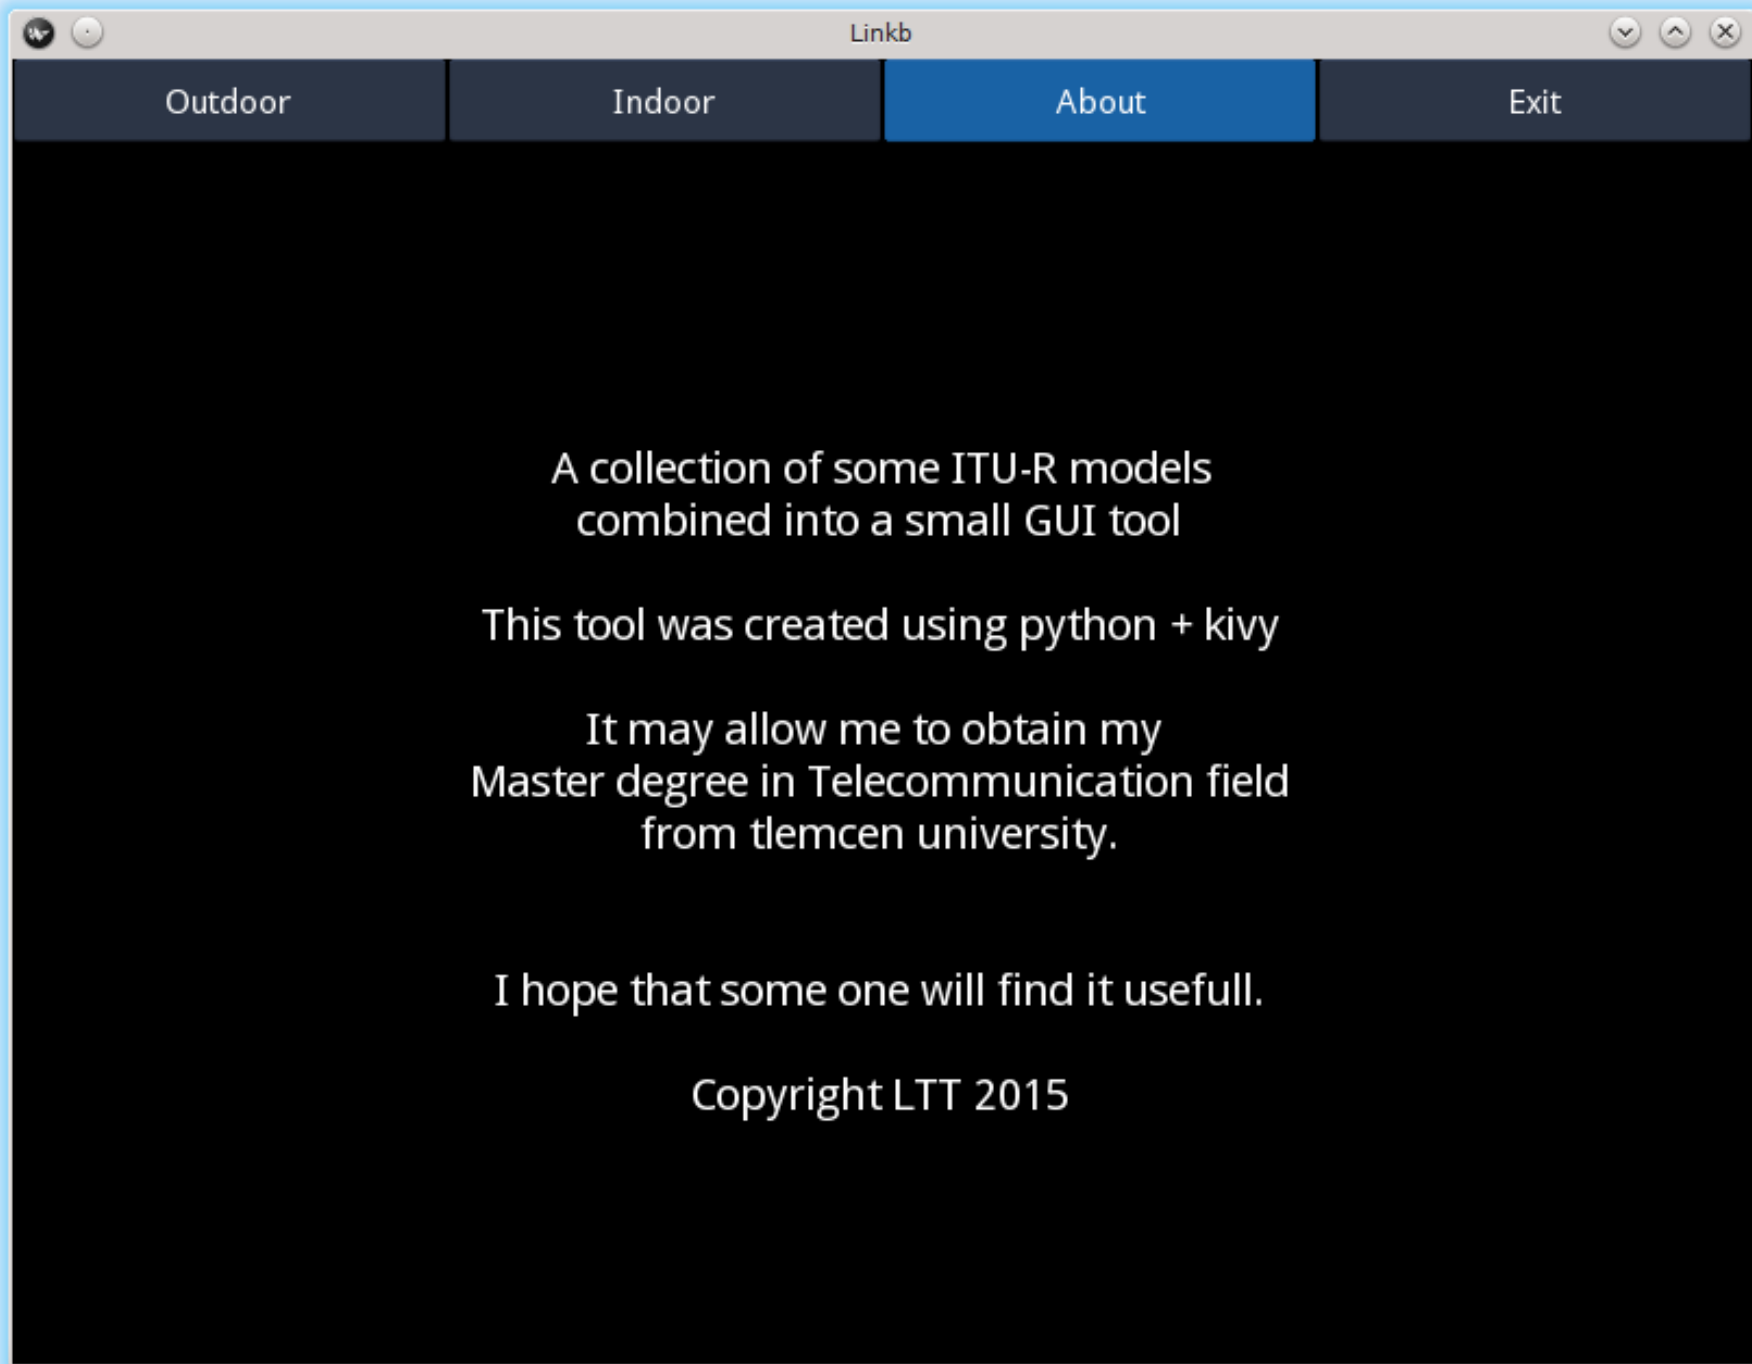 Linkb
Outdoor Indoor About Exit
A collection of some ITU-R models
combined into a small GUI tool
This tool was created using python + kivy
It may allow me to obtain my
Master degree in Telecommunication field
from tlemcen university.
I hope that some one will find it usefull.
Copyright LTT 2015